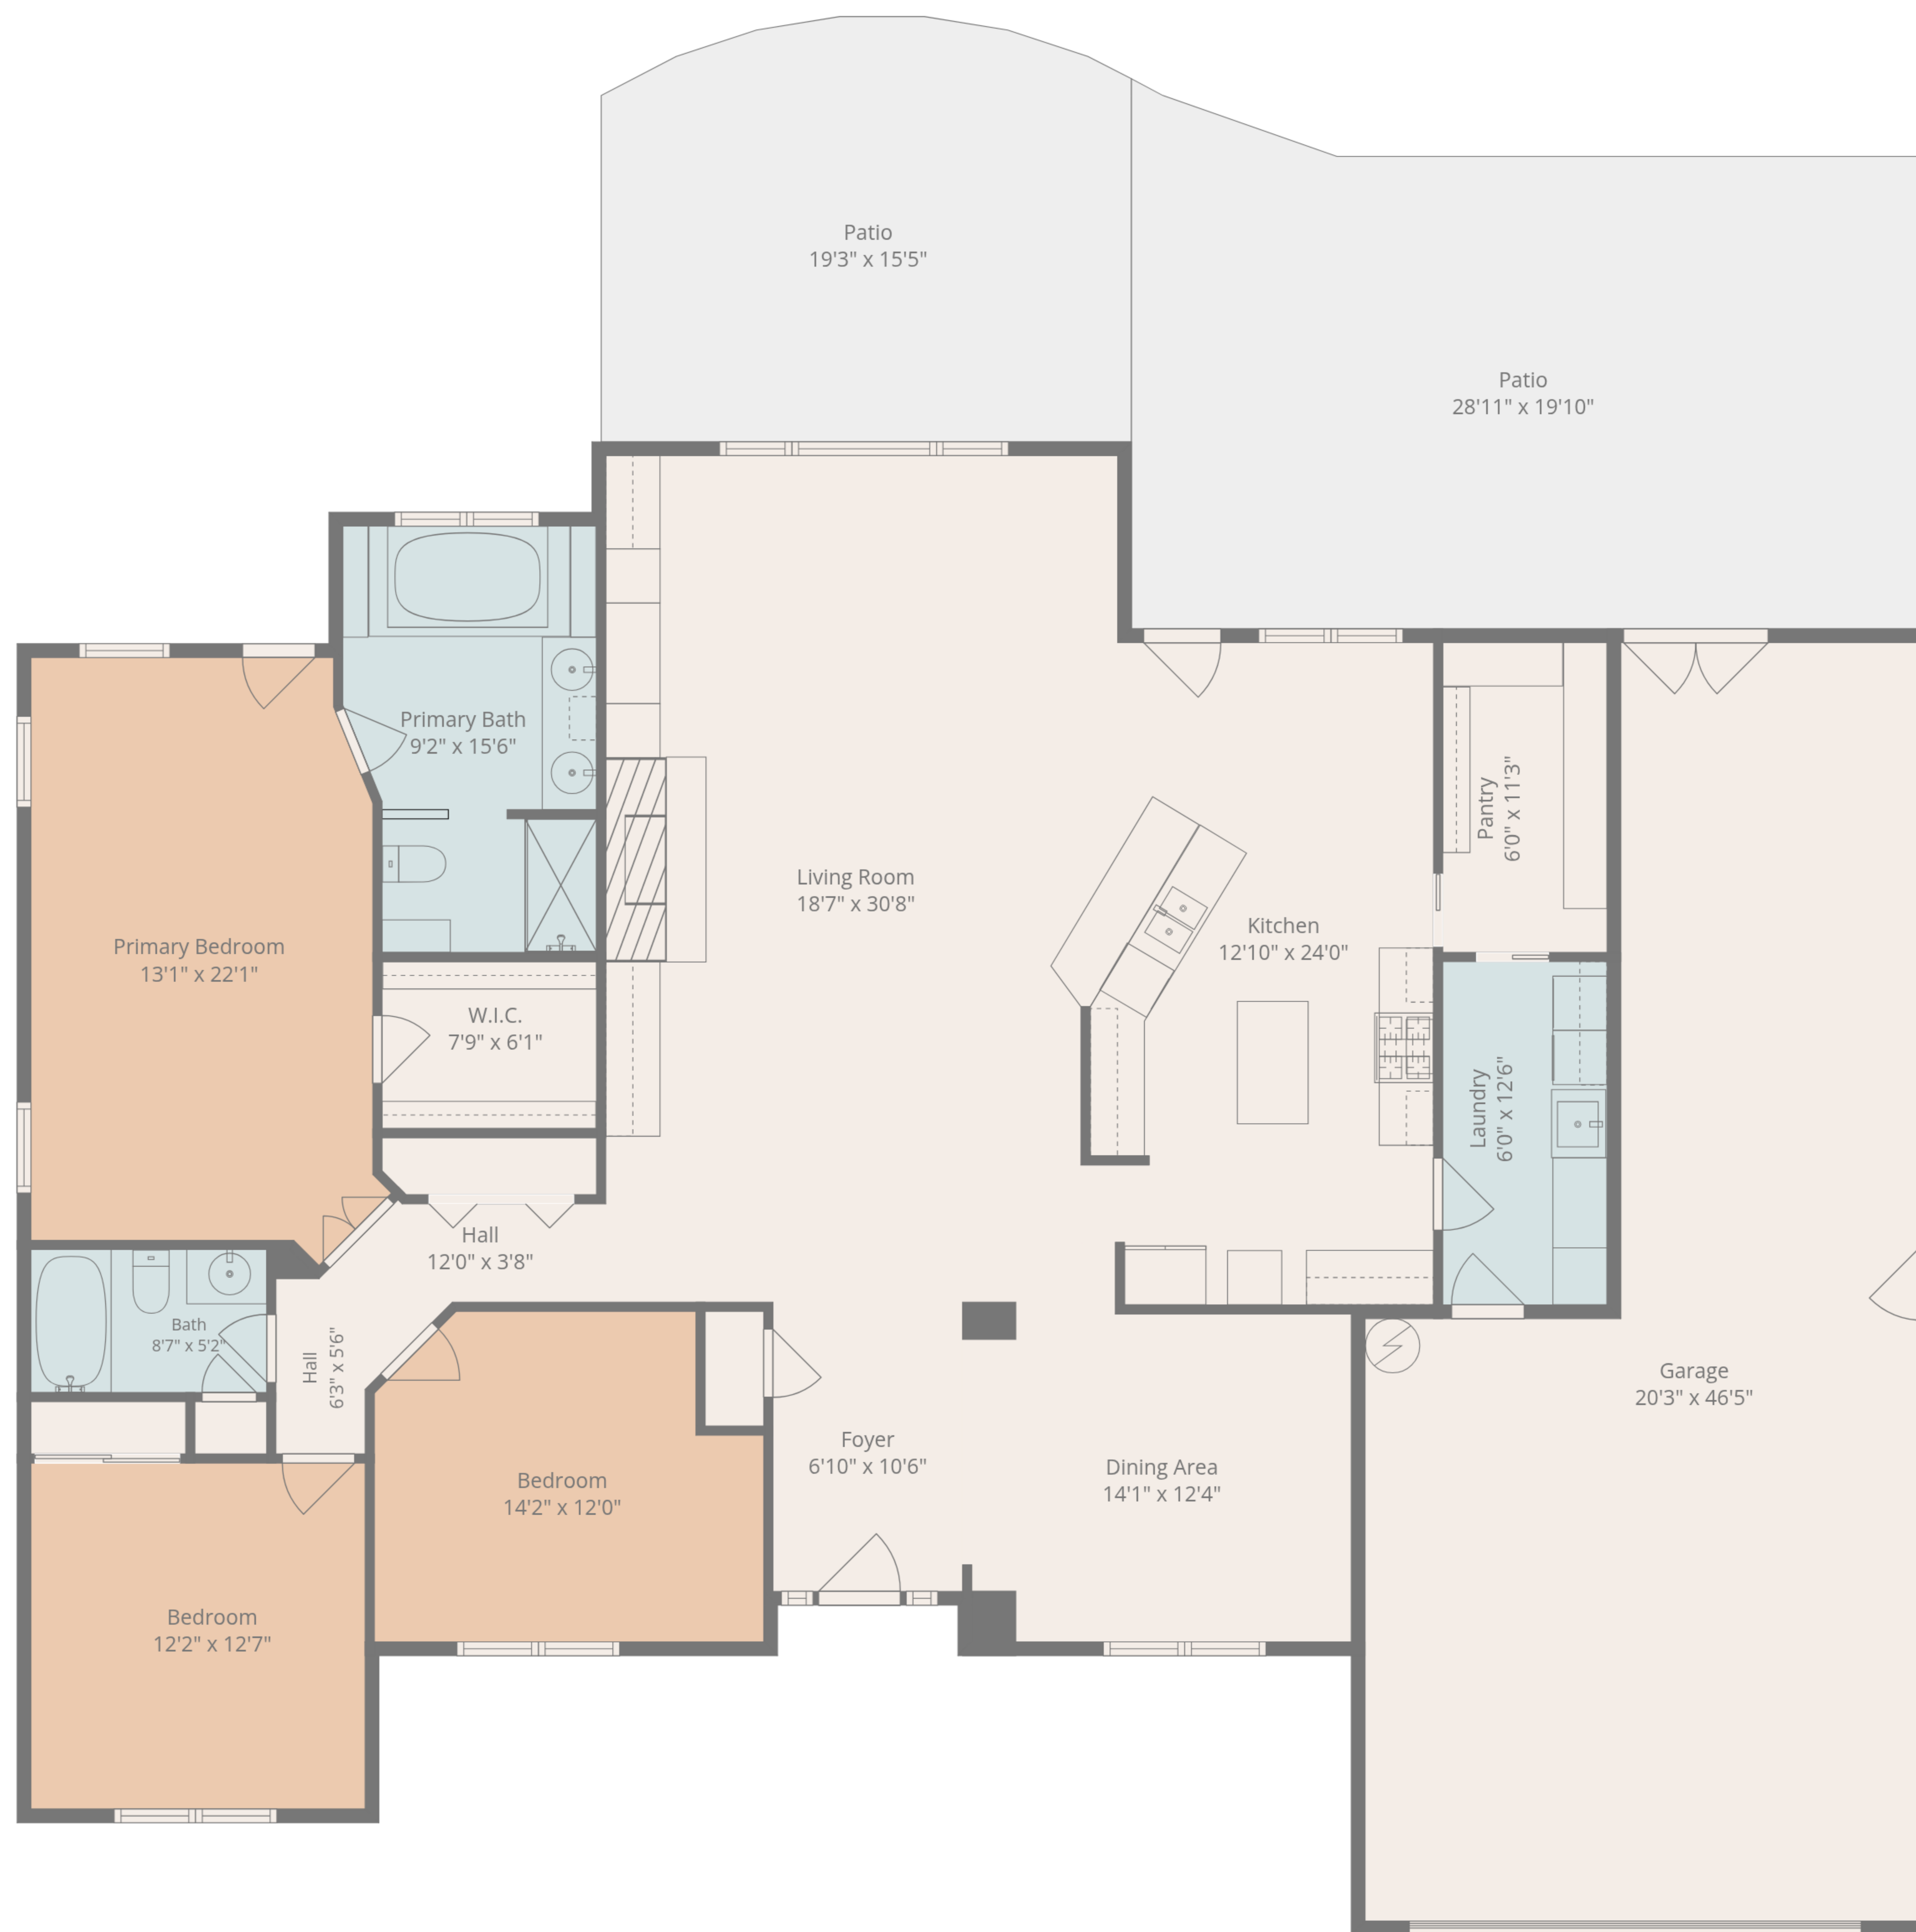 Patio
19'3" x 15'5"
Patio
28'11" x 19'10"
Primary Bath
9'2" x 15'6"
Pantry
6'0" x 11'3"
Living Room
18'7" x 30'8"
Kitchen
12'10" x 24'0"
Primary Bedroom
13'1" x 22'1"
W.I.C.
7'9" x 6'1"
Laundry
6'0" x 12'6"
Hall
12'0" x 3'8"
Bath
8'7" x 5'2"
Hall
6'3" x 5'6"
Garage
20'3" x 46'5"
Foyer
6'10" x 10'6"
Dining Area
14'1" x 12'4"
Bedroom
14'2" x 12'0"
Bedroom
12'2" x 12'7"